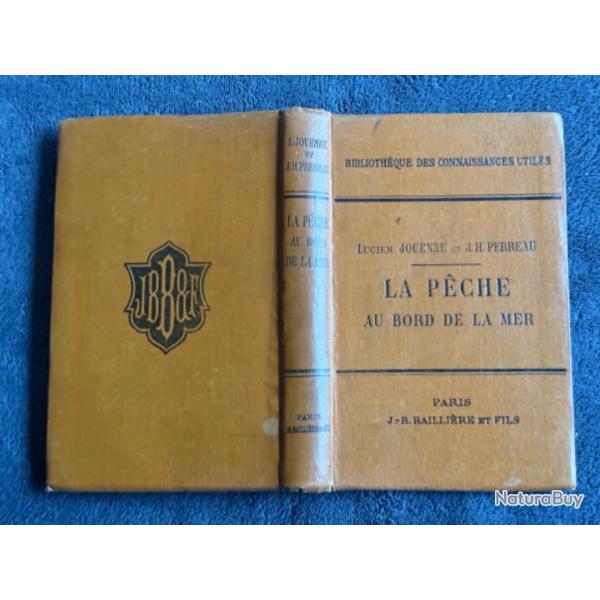 JBB&F
L. JOUENNE
ET
J.H. PERREAU
LA PÊCHE
AU BORD
DE LA MER
PARIS
BIBLIOTHÈQUE DES CONNAISSANCES UTILES
LUCIEN JOUENNE ET J. H. PERREAU
LA PÊCHE
AU BORD DE LA MER
PARIS
J.-B. BAILLIÈRE ET FILS
NaturaBuy